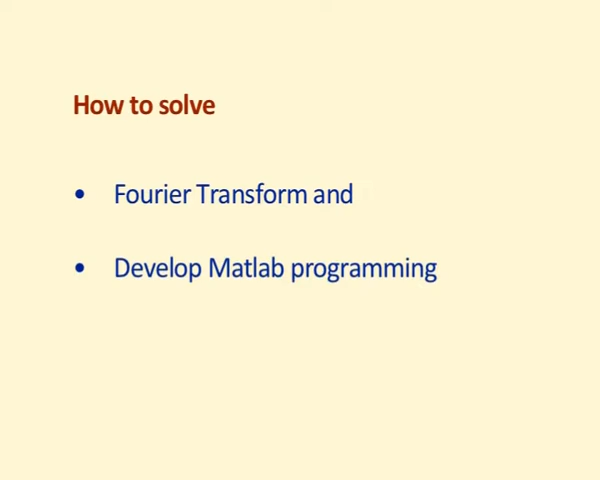 How to solve
• Fourier Transform and
• Develop Matlab programming